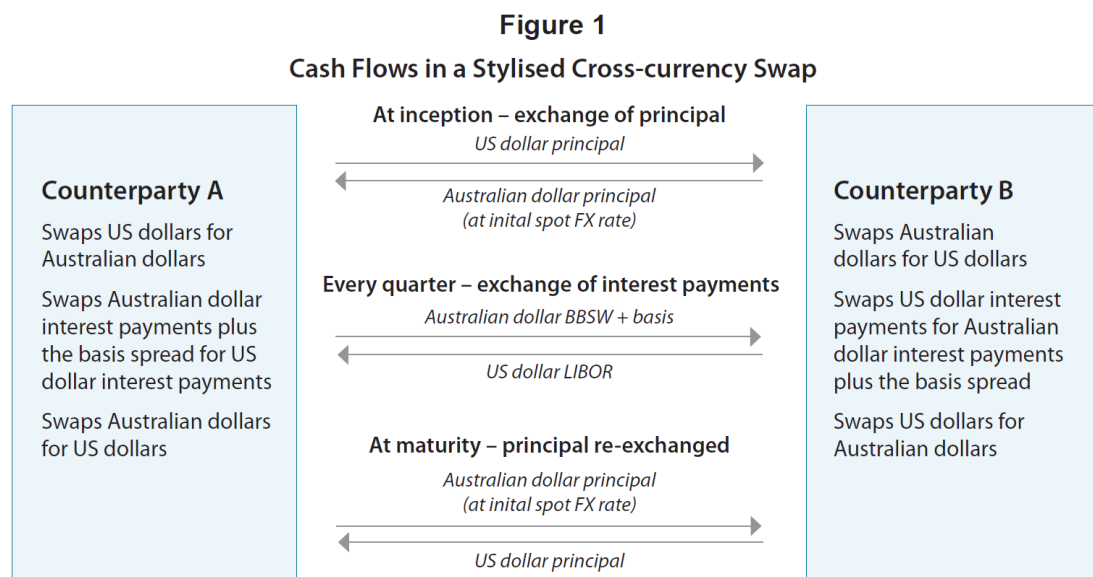 Figure 1
Cash Flows in a Stylised Cross-currency Swap
Counterparty A
Swaps US dollars for
Australian dollars
Swaps Australian dollar
interest payments plus
the basis spread for US
dollar interest payments
Swaps Australian dollars
for US dollars
At inception – exchange of principal
US dollar principal
Australian dollar principal
(at inital spot FX rate)
Every quarter – exchange of interest payments
Australian dollar BBSW + basis
US dollar LIBOR
At maturity – principal re-exchanged
Australian dollar principal
(at inital spot FX rate)
US dollar principal
Counterparty B
Swaps Australian
dollars for US dollars
Swaps US dollar interest
payments for Australian
dollar interest payments
plus the basis spread
Swaps US dollars for
Australian dollars